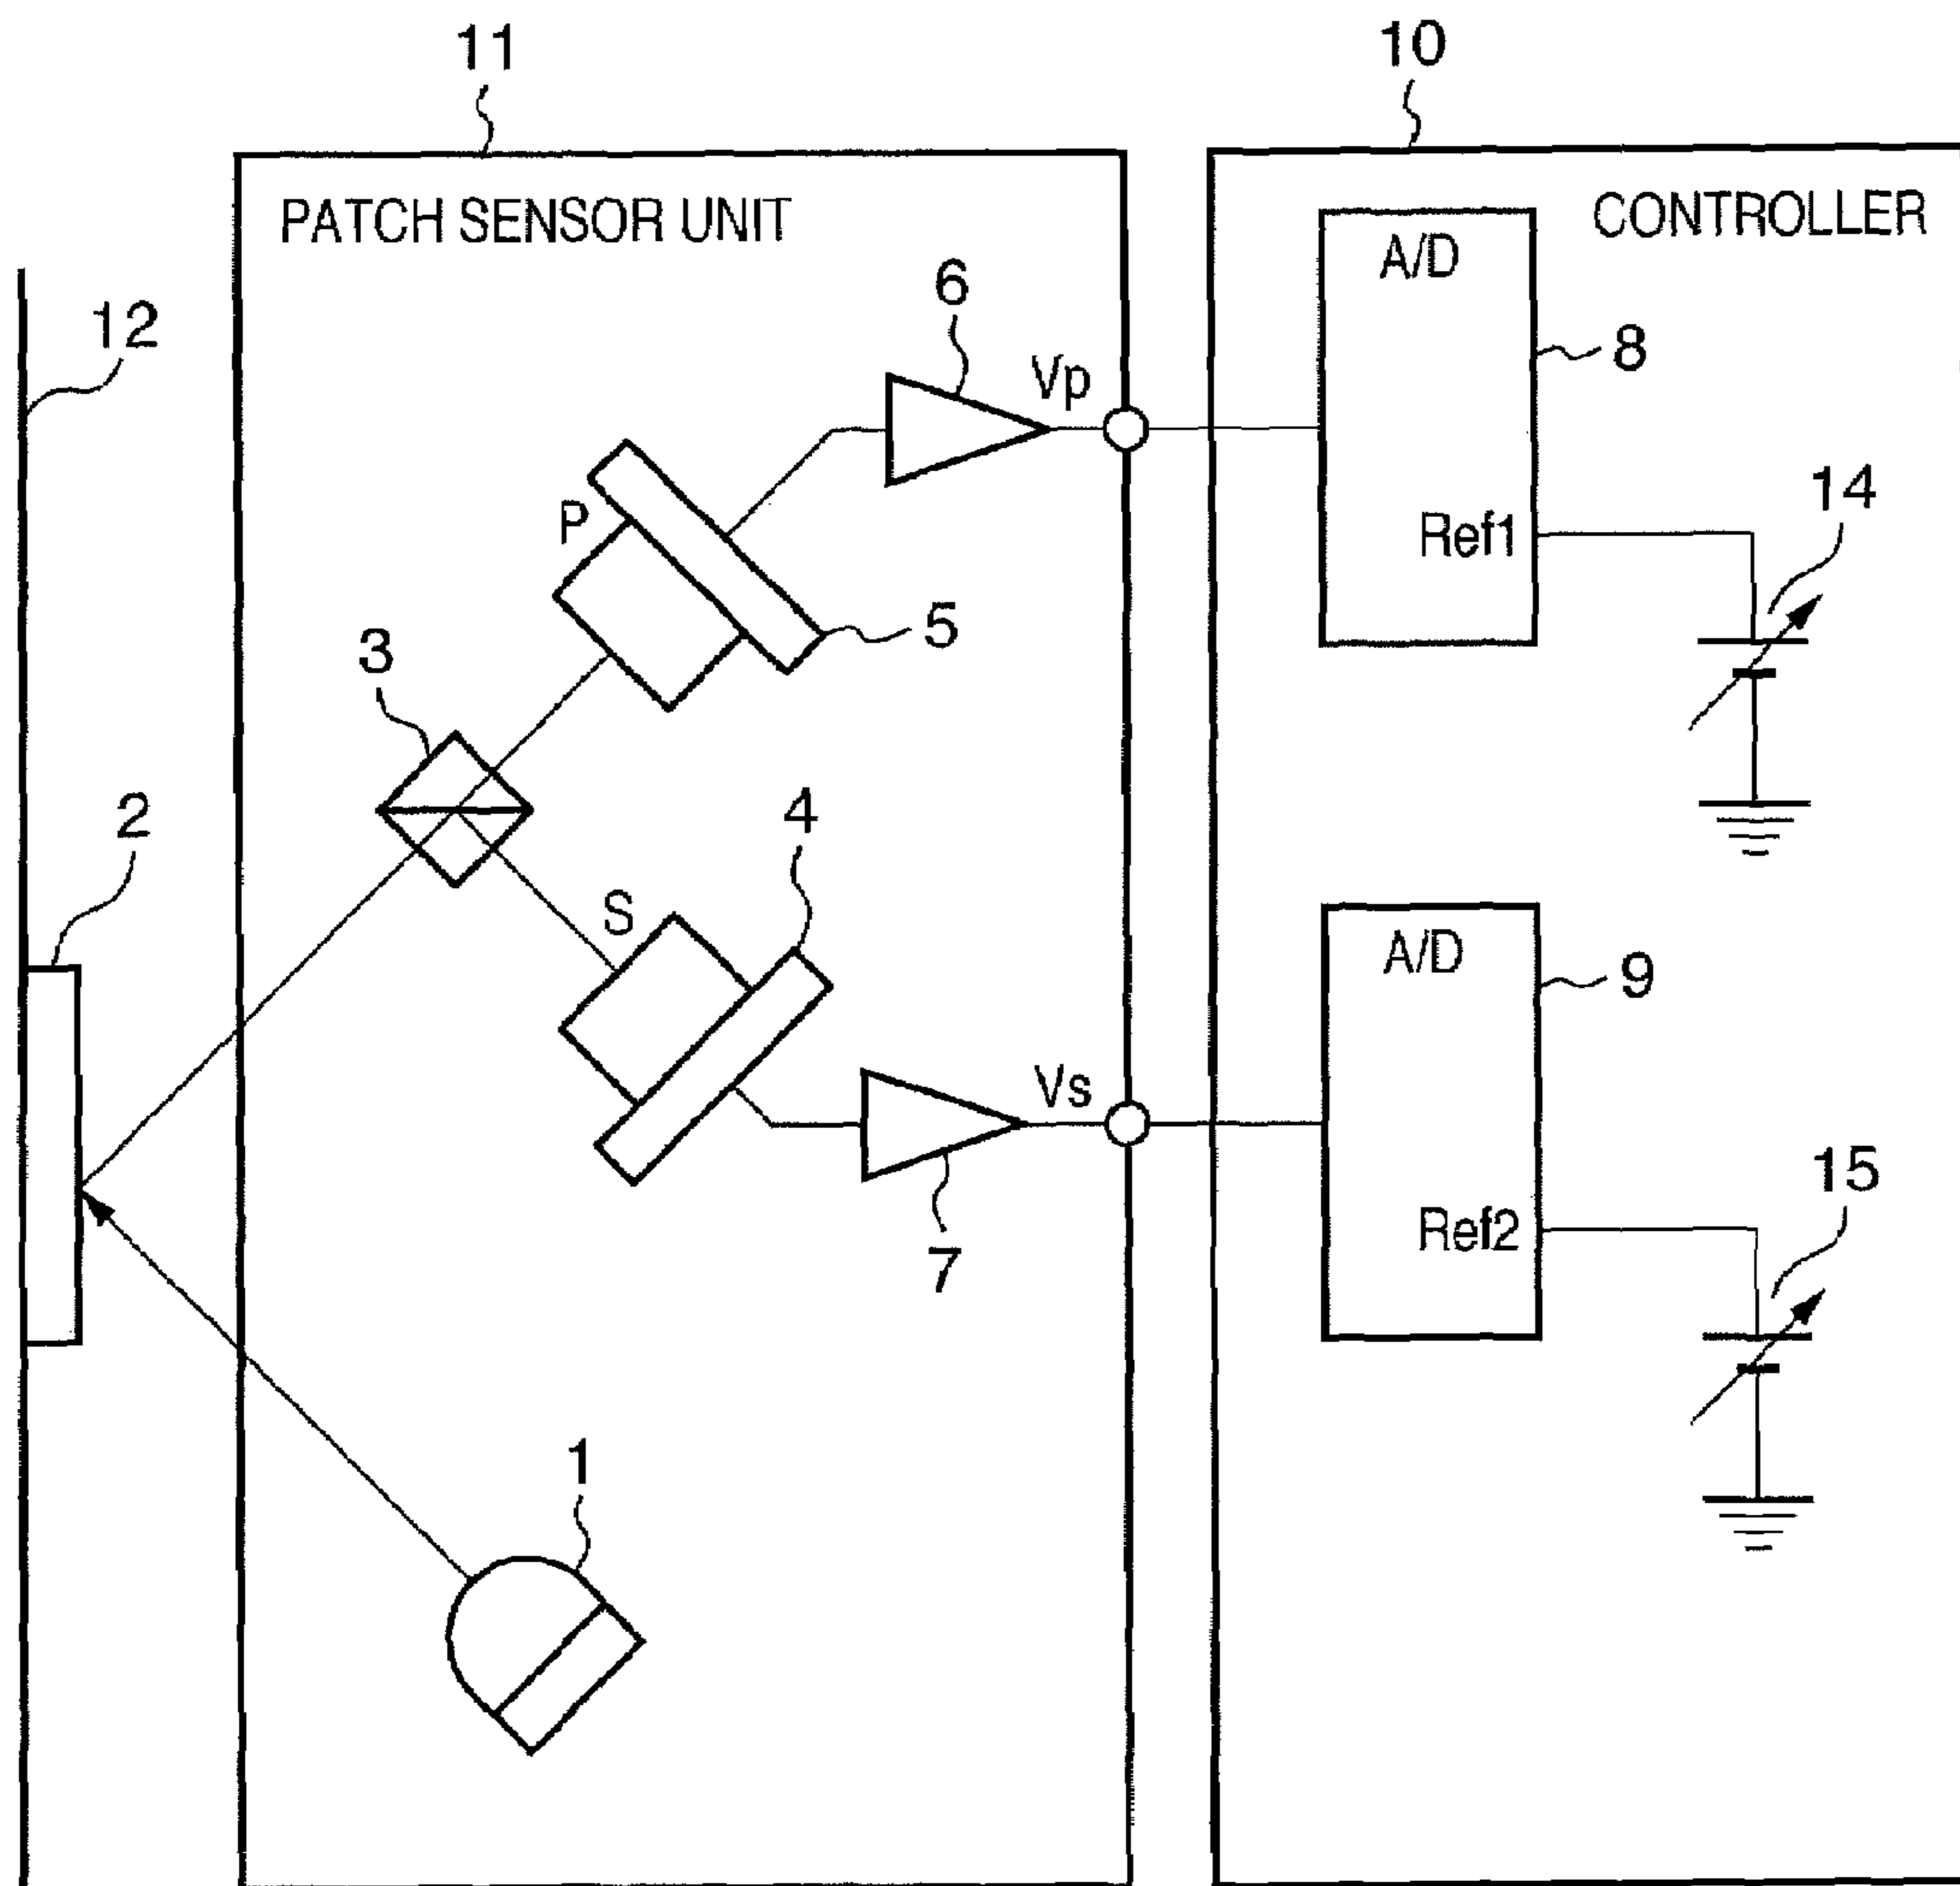 11
10
PATCH SENSOR UNIT
CONTROLLER
A/D
12
6
Vp
8
P
Ref1
14
3
5
2
4
S
A/D
9
Vs
7
Ref2
15
1